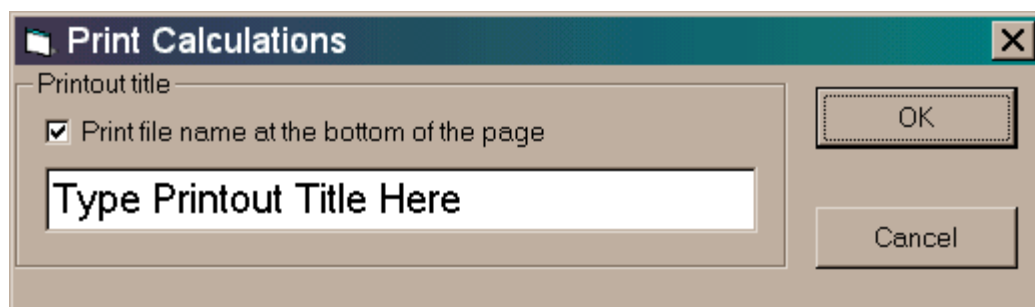 Print Calculations
Printout title
Print file name at the bottom of the page
OK
Type Printout Title Here
Cancel